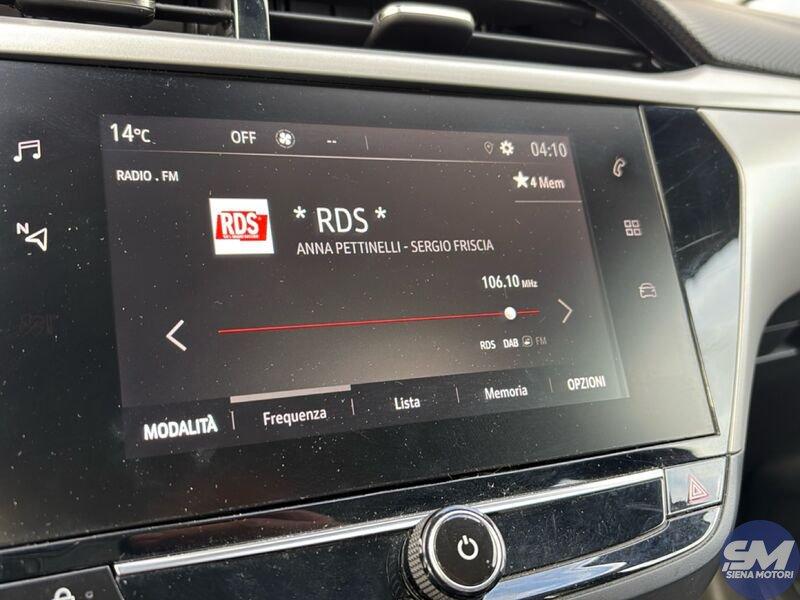 14°C OFF -- 04:10
RADIO . FM
4 Mem
RDS
* RDS *
ANNA PETTINELLI - SERGIO FRISCIA
106.10 MHz
RDS DAB FM
MODALITÀ Frequenza Lista Memoria OPZIONI
N
SM
SIENA MOTORI